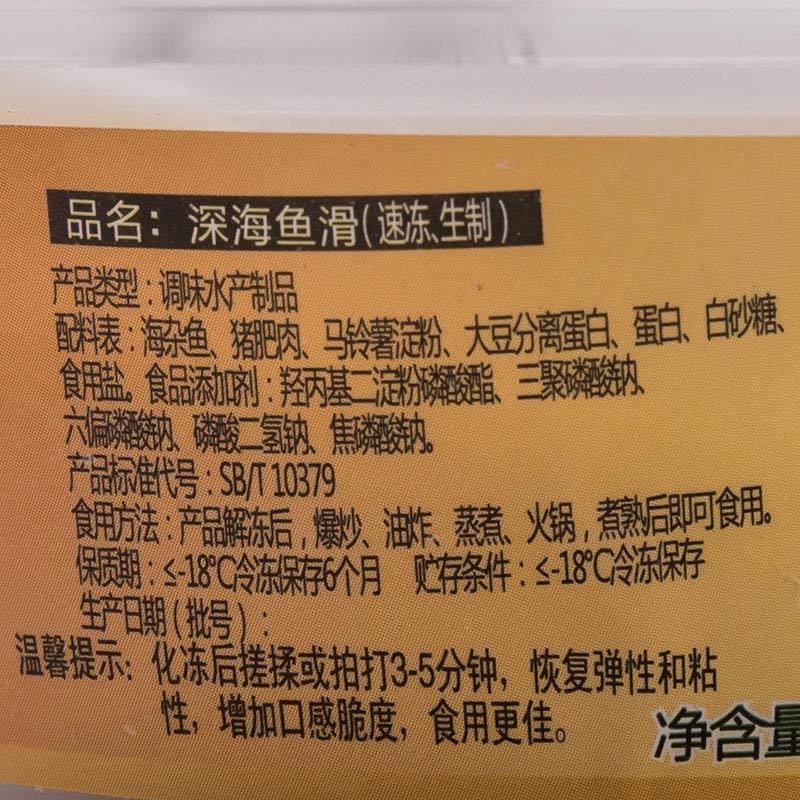 品名：深海鱼滑(速冻、生制)
产品类型：调味水产制品
配料表：海杂鱼、猪肥肉、马铃薯淀粉、大豆分离蛋白、蛋白、白砂糖、
食用盐。食品添加剂：羟丙基二淀粉磷酸酯、三聚磷酸钠、
六偏磷酸钠、磷酸二氢钠、焦磷酸钠。
产品标准代号：SB/T 10379
食用方法：产品解冻后，爆炒、油炸、蒸煮、火锅，煮熟后即可食用。
保质期：≤-18℃冷冻保存6个月 贮存条件：≤-18℃冷冻保存
生产日期(批号)：
温馨提示：化冻后搓揉或拍打3-5分钟，恢复弹性和粘
性，增加口感脆度，食用更佳。
净含量